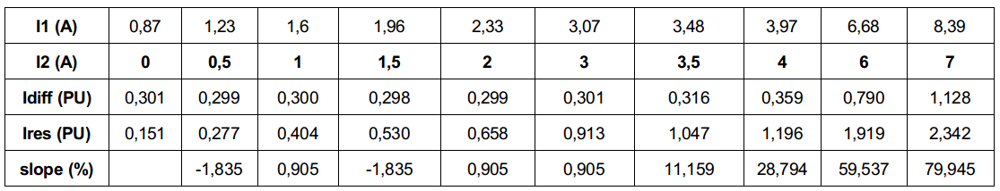 I1 (A) 0,87 1,23 1,6 1,96 2,33 3,07 3,48 3,97 6,68 8,39
I2 (A) 0 0,5 1 1,5 2 3 3,5 4 6 7
Idiff (PU) 0,301 0,299 0,300 0,298 0,299 0,301 0,316 0,359 0,790 1,128
Ires (PU) 0,151 0,277 0,404 0,530 0,658 0,913 1,047 1,196 1,919 2,342
slope (%) -1,835 0,905 -1,835 0,905 0,905 11,159 28,794 59,537 79,945